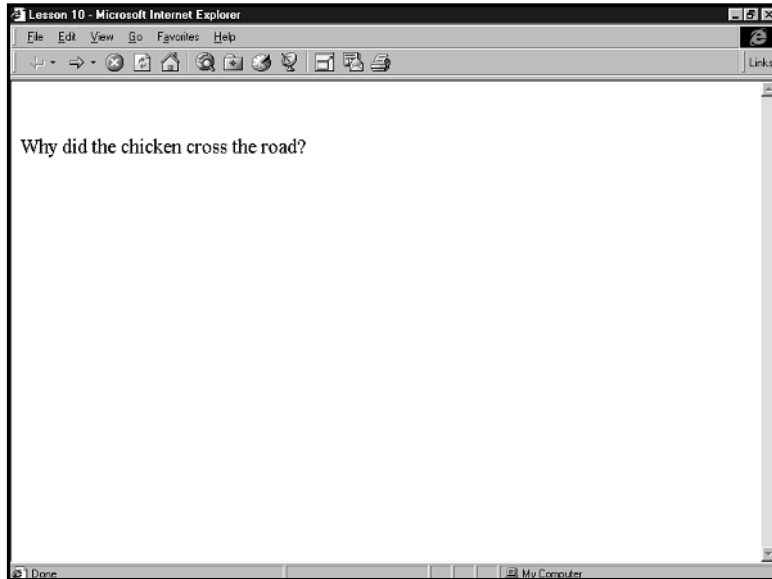 Lesson 10 - Microsoft Internet Explorer
File Edit View Go Favorites Help
Links
Why did the chicken cross the road?
Done My Computer